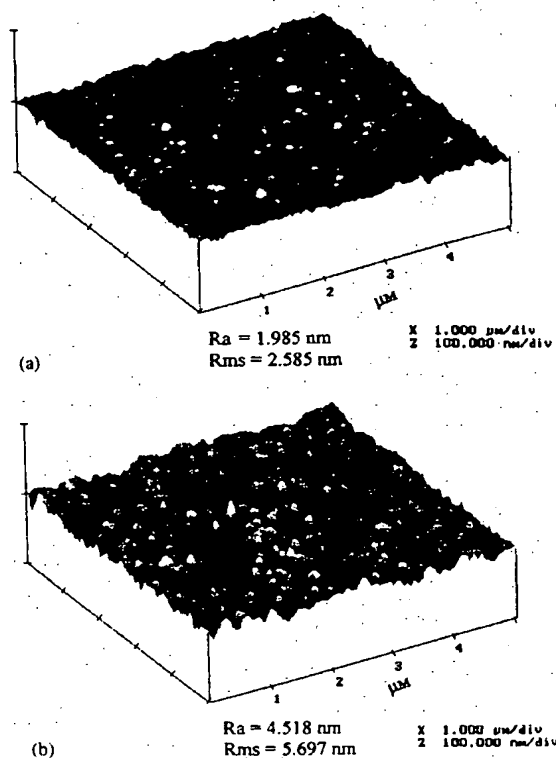 1 2 3 4
μM
Ra = 1.985 nm
Rms = 2.585 nm
X 1.000 μm/div
Z 100.000 nm/div
(a)
1 2 3 4
μM
Ra = 4.518 nm
Rms = 5.697 nm
X 1.000 μm/div
Z 100.000 nm/div
(b)